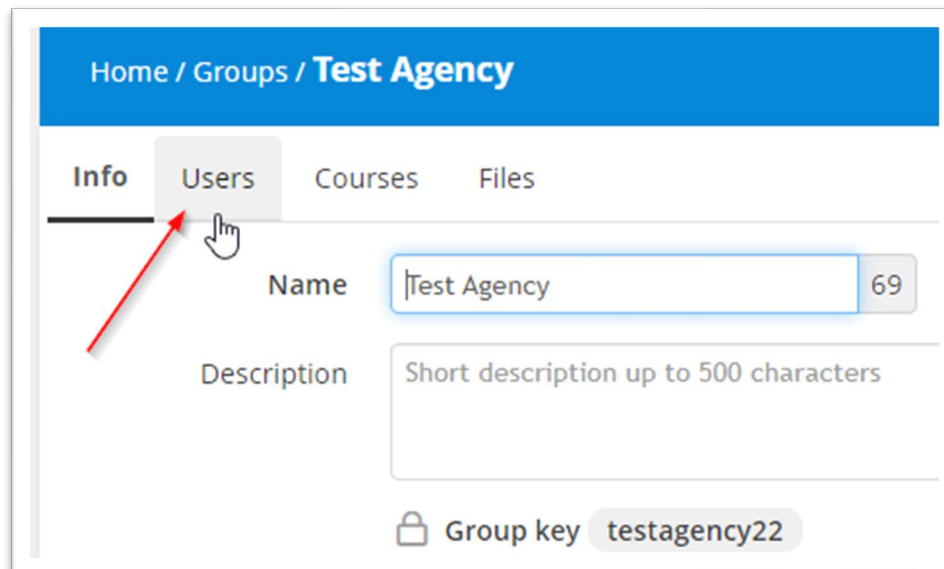 Home / Groups / Test Agency
Info Users Courses Files
Name Test Agency 69
Description Short description up to 500 characters
Group key testagency22